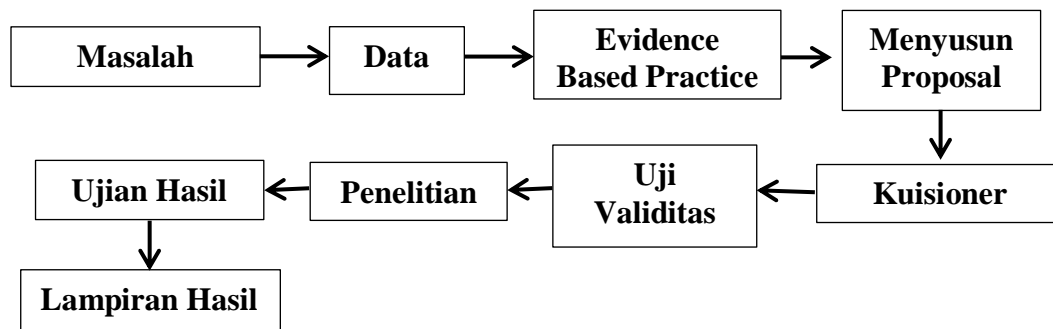 Masalah
Data
Evidence
Based Practice
Menyusun
Proposal
Kuisioner
Uji
Validitas
Penelitian
Ujian Hasil
Lampiran Hasil